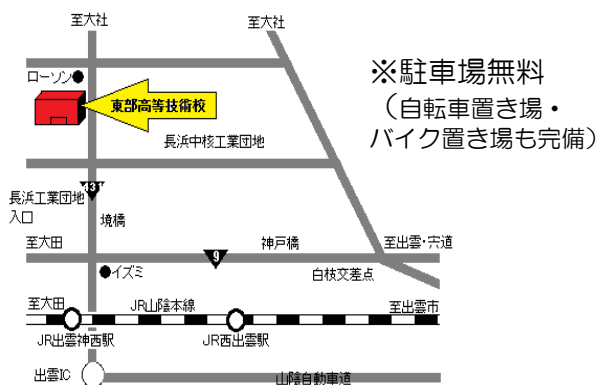 至大社
至大社
ローソン
東部高等技術校
※駐車場無料
（自転車置き場・
バイク置き場も完備）
長浜中核工業団地
431
長浜工業団地
入口
境橋
至大田
神戸橋
至出雲・宍道
9
イズミ
白枝交差点
至大田
JR山陰本線
至出雲市
JR出雲神西駅
JR西出雲駅
出雲IC
山陰自動車道